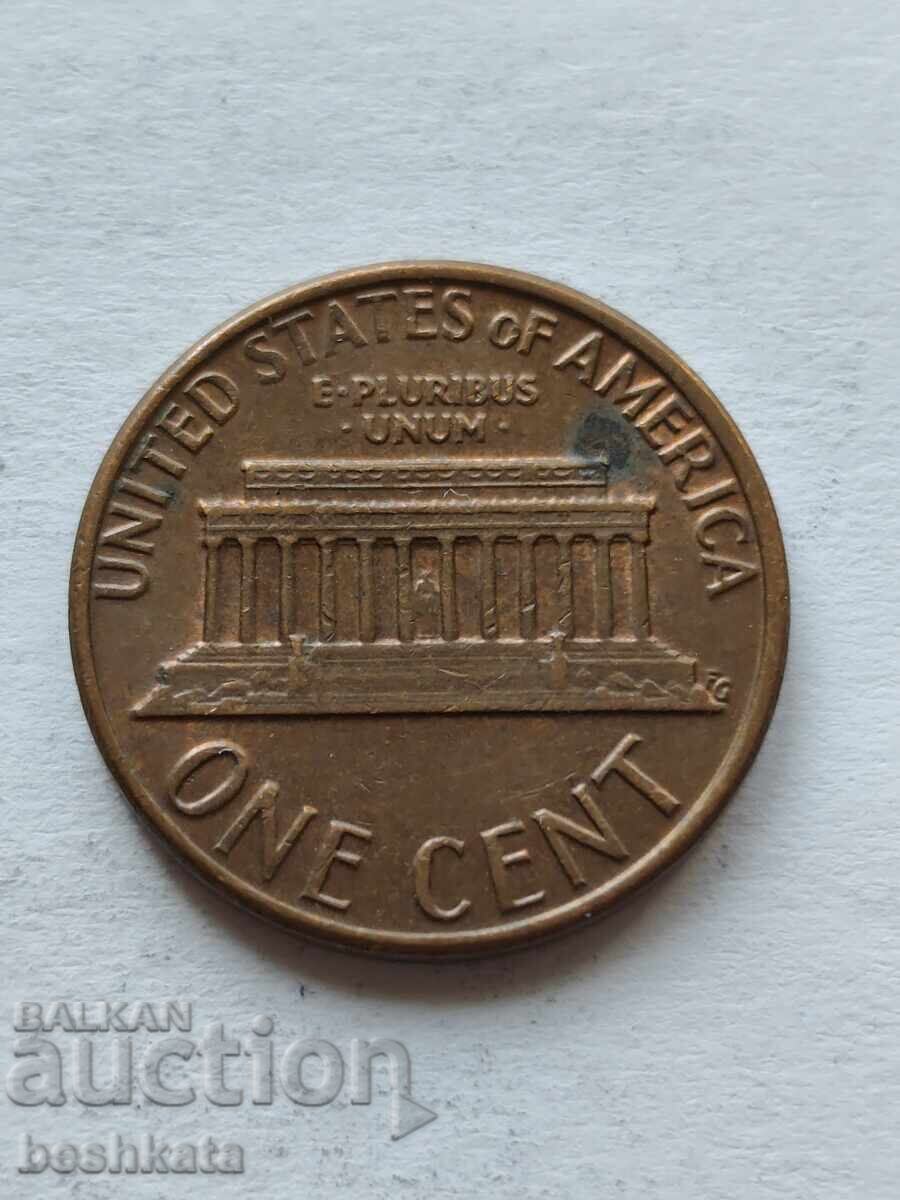 UNITED STATES OF AMERICA
E·PLURIBUS
·UNUM·
FG
ONE CENT
BALKAN
auction
beshkata